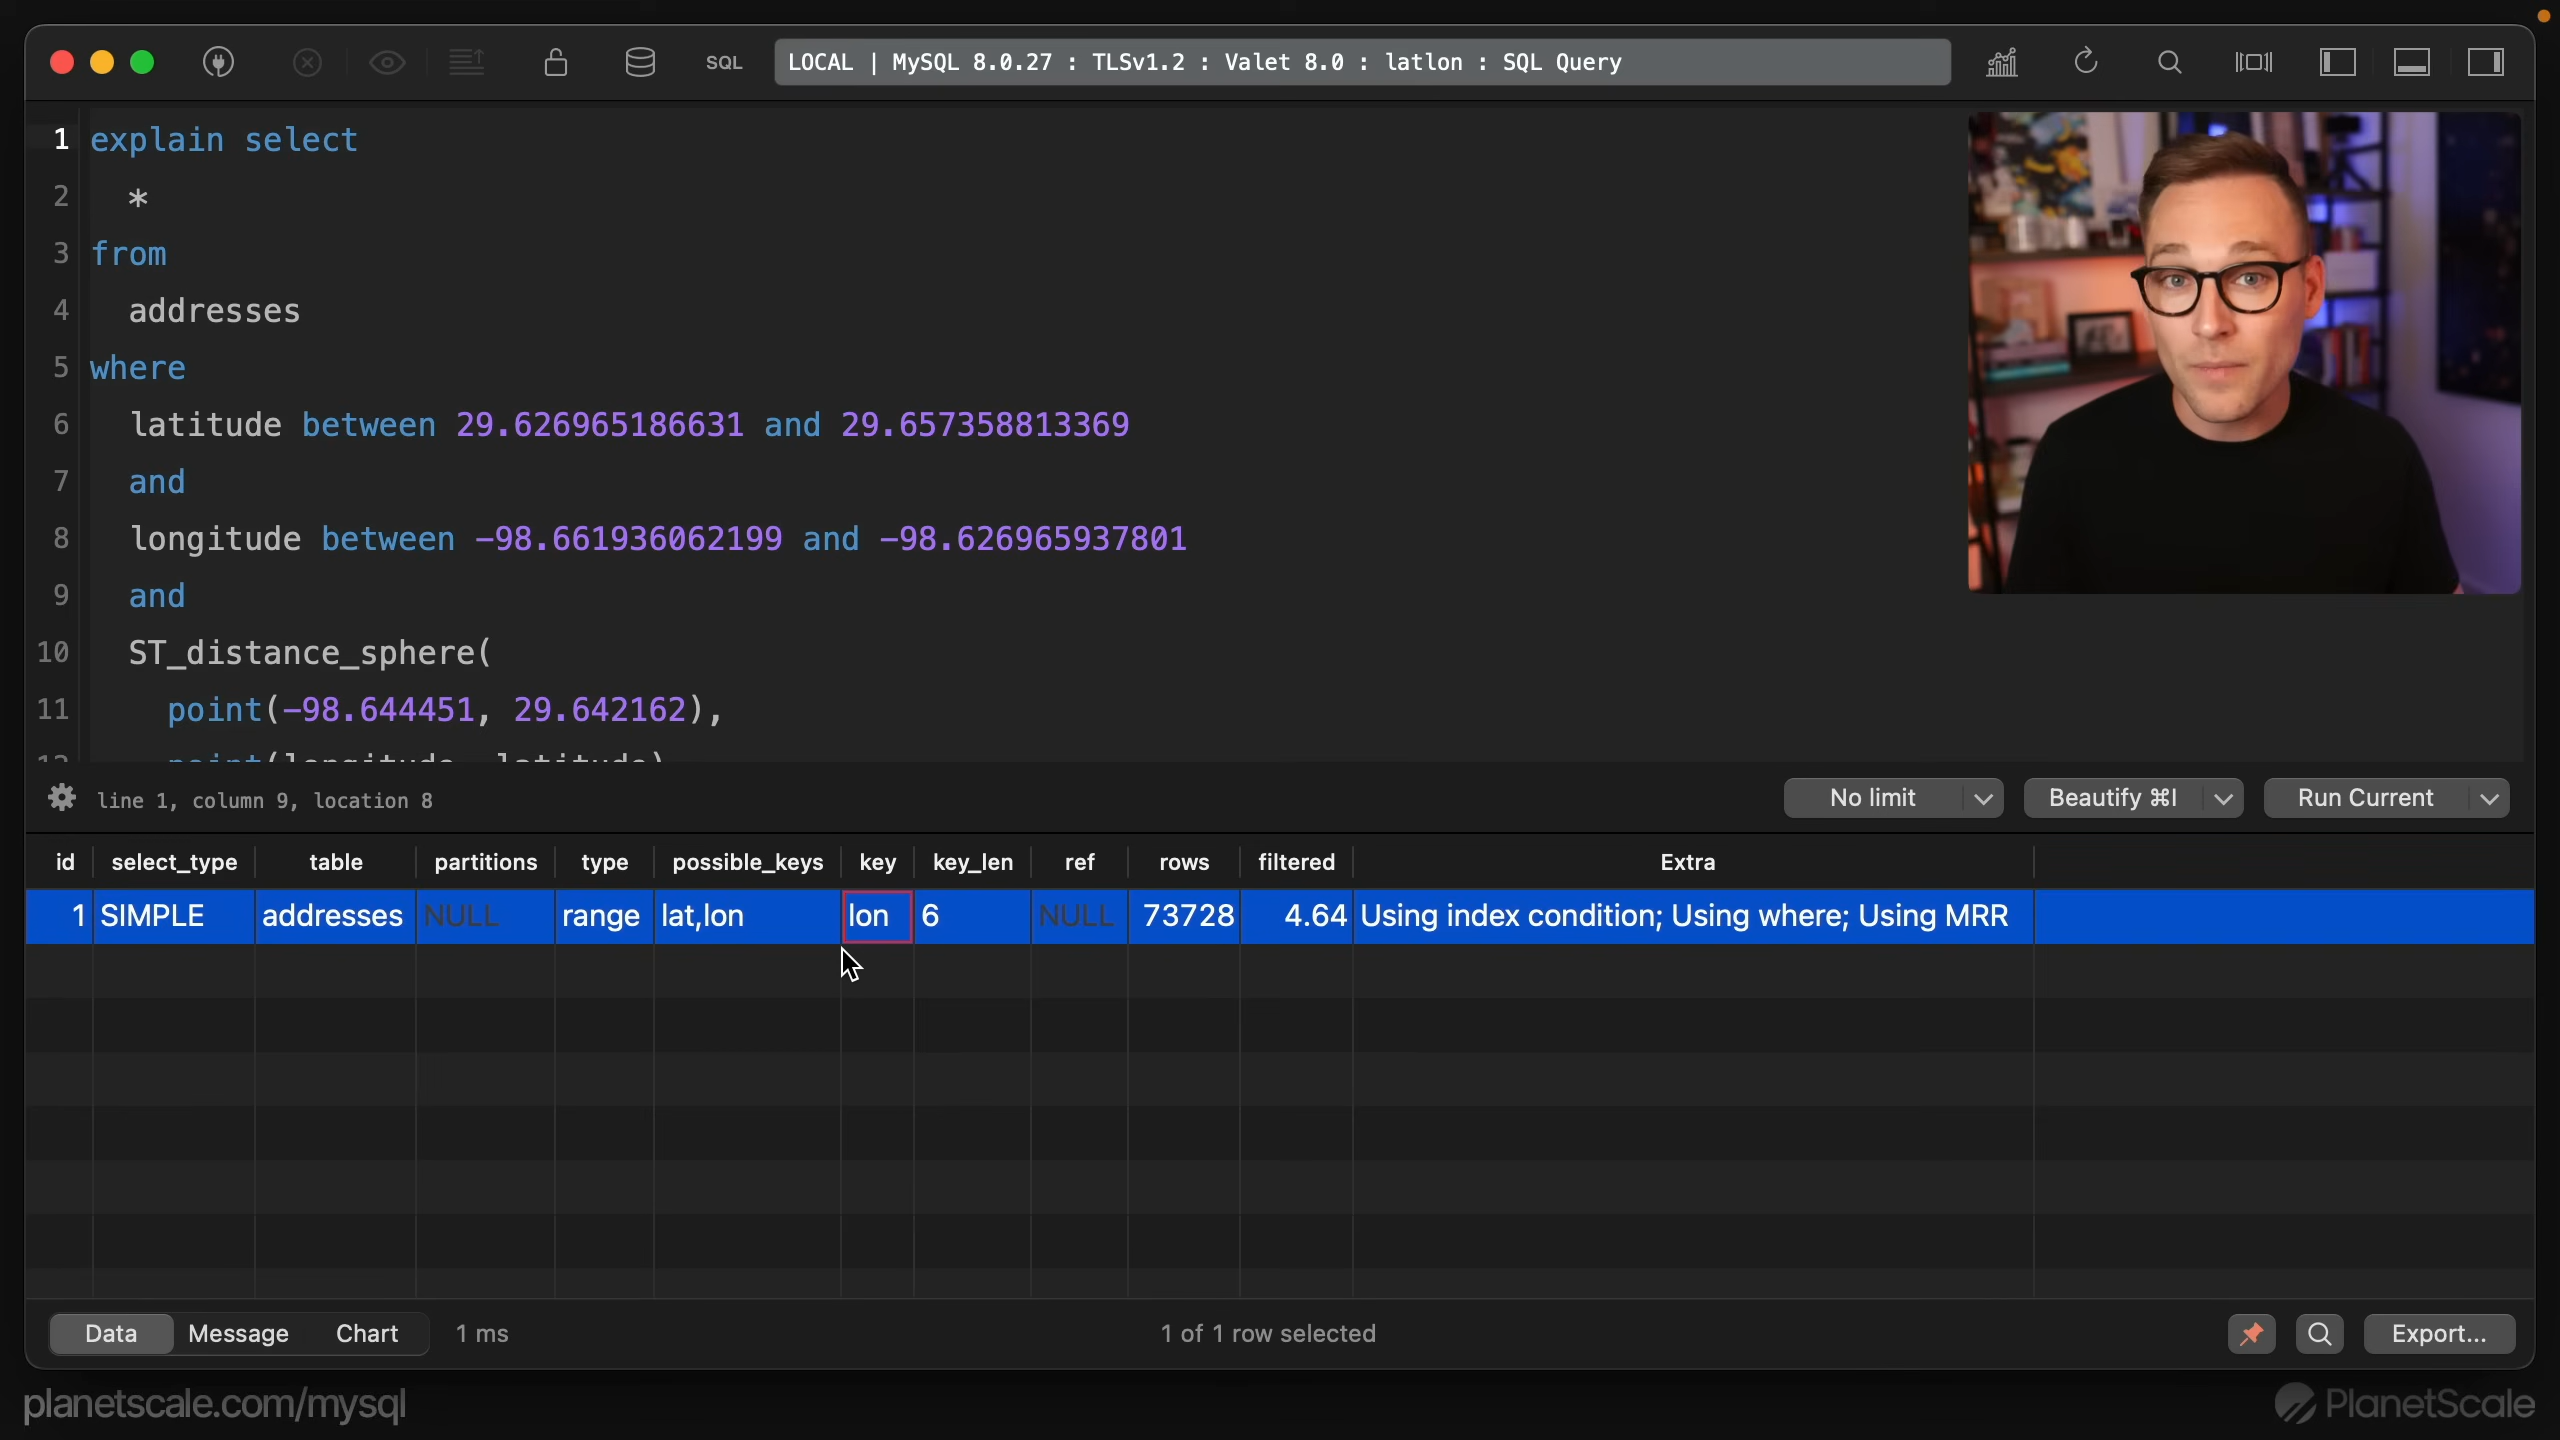 SQL
LOCAL | MySQL 8.0.27 : TLSv1.2 : Valet 8.0 : latlon : SQL Query
1 explain select
2 *
3 from
4 addresses
5 where
6 latitude between 29.626965186631 and 29.657358813369
7 and
8 longitude between -98.661936062199 and -98.626965937801
9 and
10 ST_distance_sphere(
11 point(-98.644451, 29.642162),
12 point(longitude, latitude)
line 1, column 9, location 8
No limit
Beautify ⌘I
Run Current
id select_type table partitions type possible_keys key key_len ref rows filtered Extra
1 SIMPLE addresses NULL range lat,lon lon 6 NULL 73728 4.64 Using index condition; Using where; Using MRR
Data Message Chart 1 ms
1 of 1 row selected
Export...
planetscale.com/mysql
PlanetScale